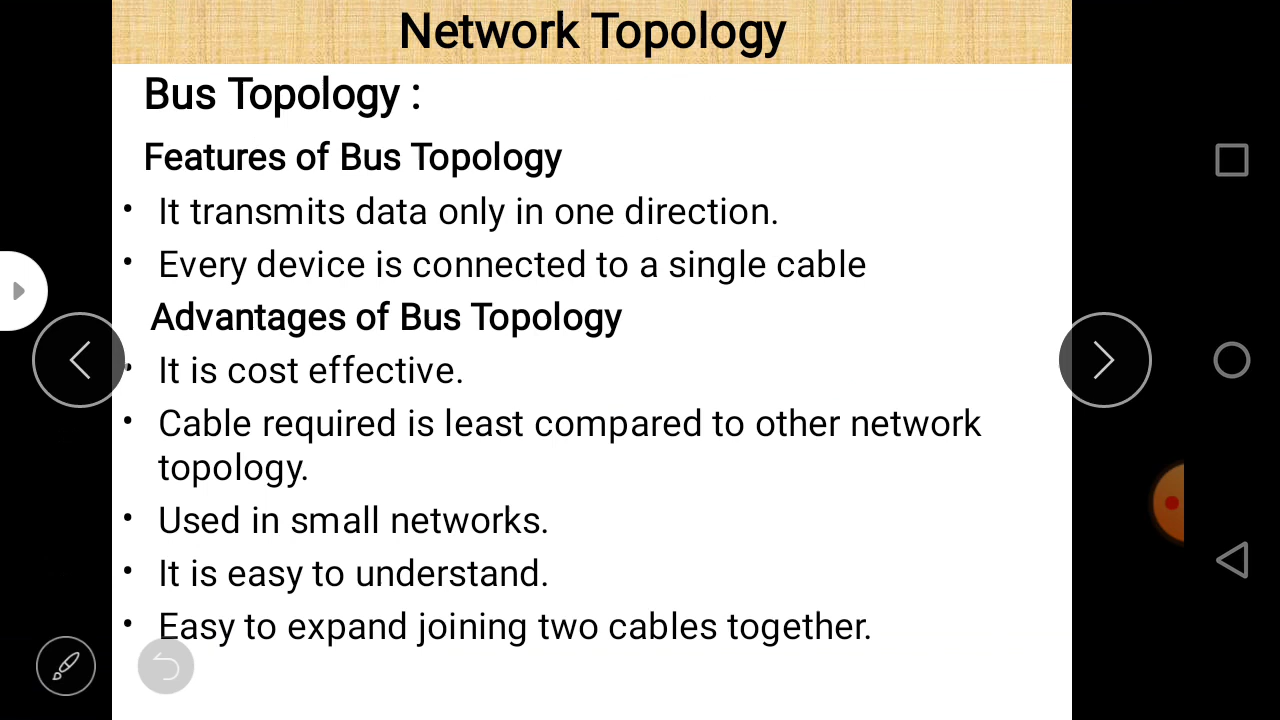 Network Topology
Bus Topology :
Features of Bus Topology
• It transmits data only in one direction.
• Every device is connected to a single cable
Advantages of Bus Topology
• It is cost effective.
• Cable required is least compared to other network
topology.
• Used in small networks.
• It is easy to understand.
• Easy to expand joining two cables together.